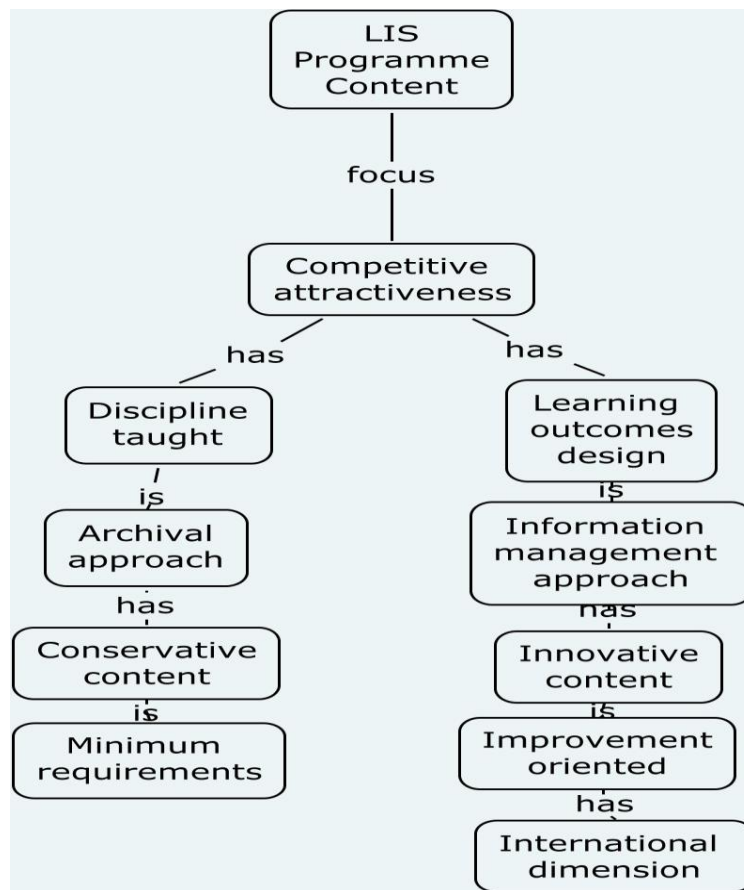 LIS
Programme
Content
focus
Competitive
attractiveness
has
has
Discipline
taught
Learning
outcomes
design
is
is
Archival
approach
Information
management
approach
has
has
Conservative
content
Innovative
content
is
is
Minimum
requirements
Improvement
oriented
has
International
dimension